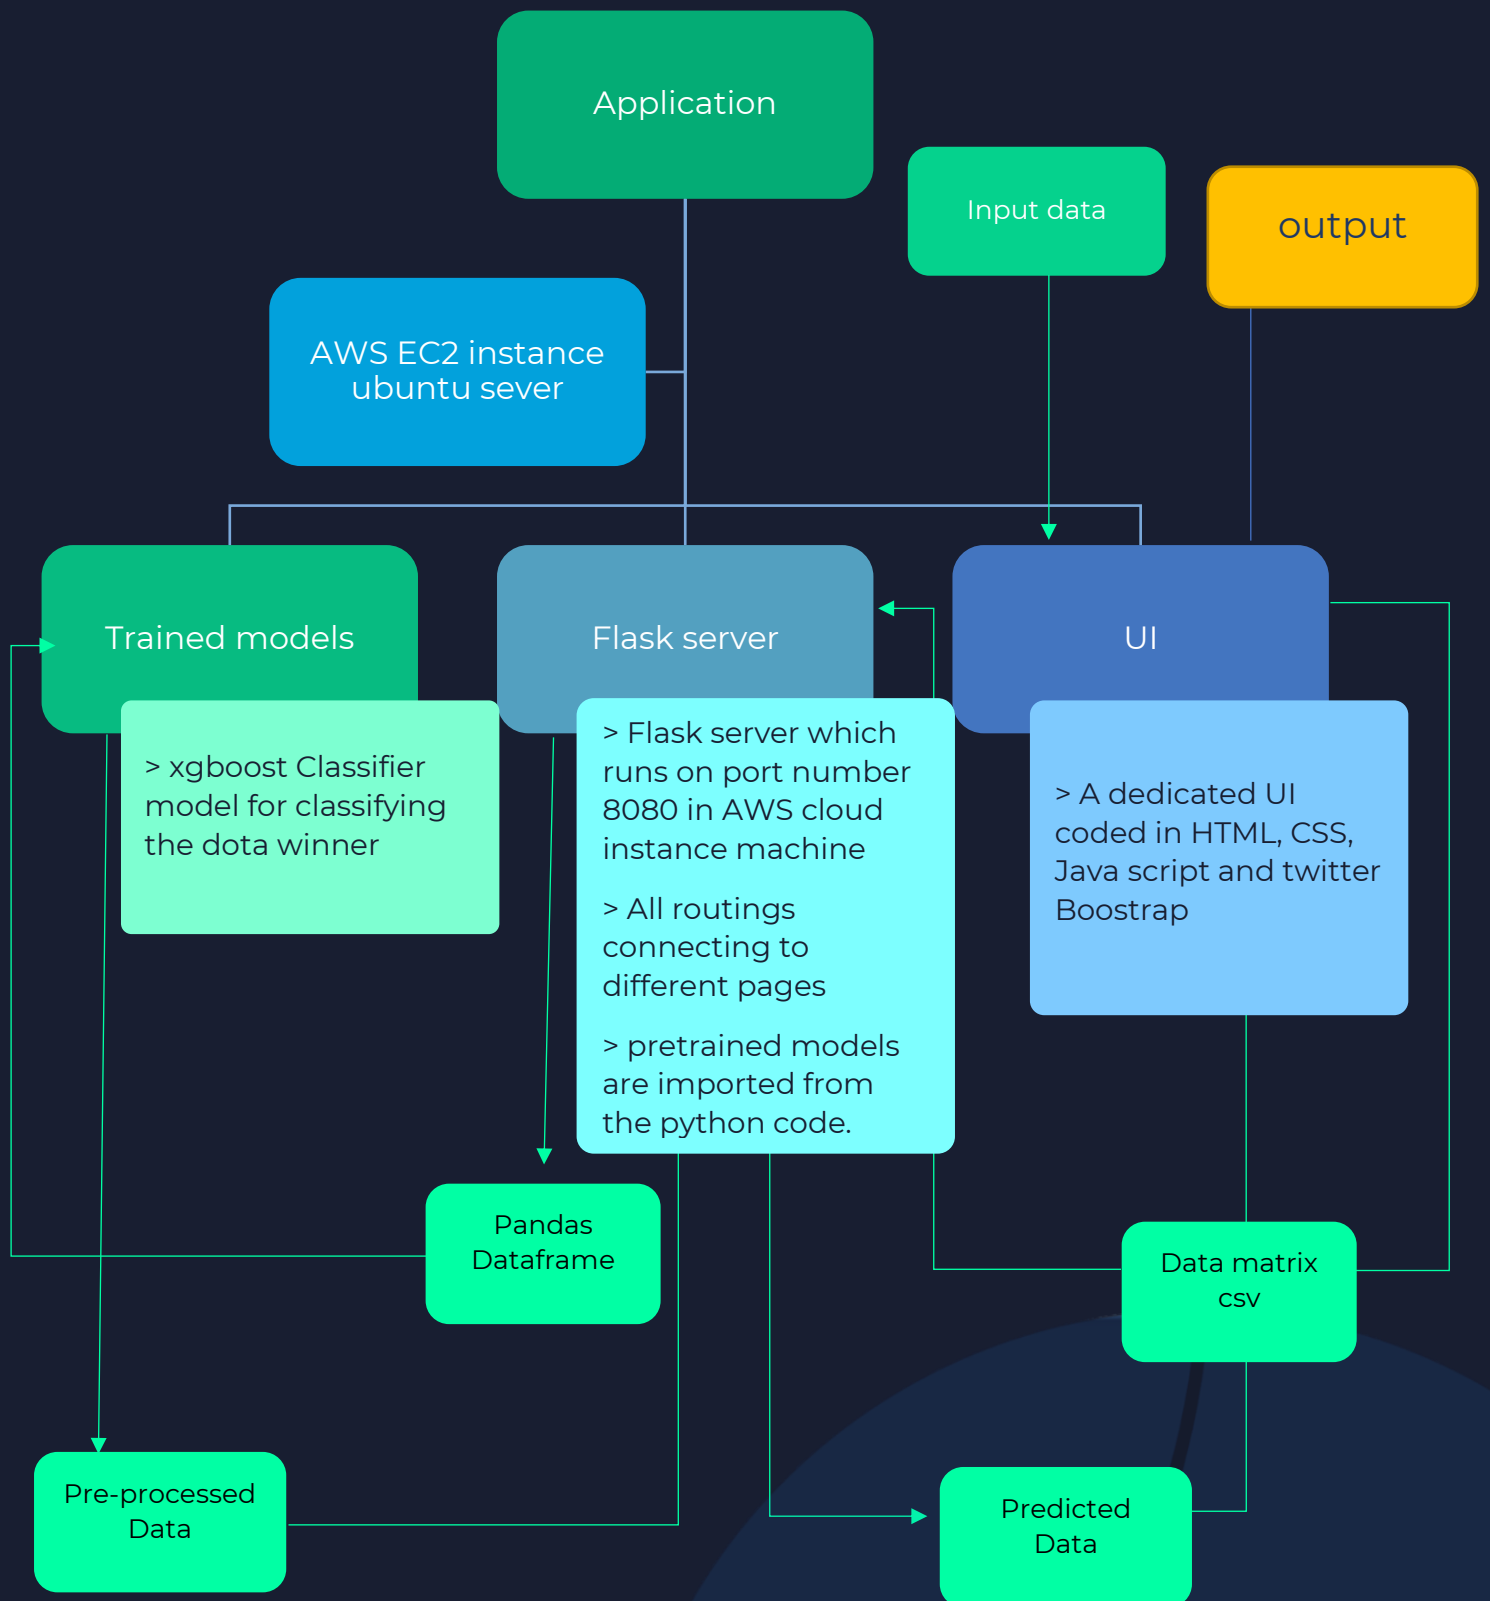 Application
Input data
output
AWS EC2 instance
ubuntu sever
Trained models
Flask server
UI
> xgboost Classifier
model for classifying
the dota winner
> Flask server which
runs on port number
8080 in AWS cloud
instance machine
> All routings
connecting to
different pages
> pretrained models
are imported from
the python code.
> A dedicated UI
coded in HTML, CSS,
Java script and twitter
Boostrap
Pandas
Dataframe
Data matrix
csv
Pre-processed
Data
Predicted
Data